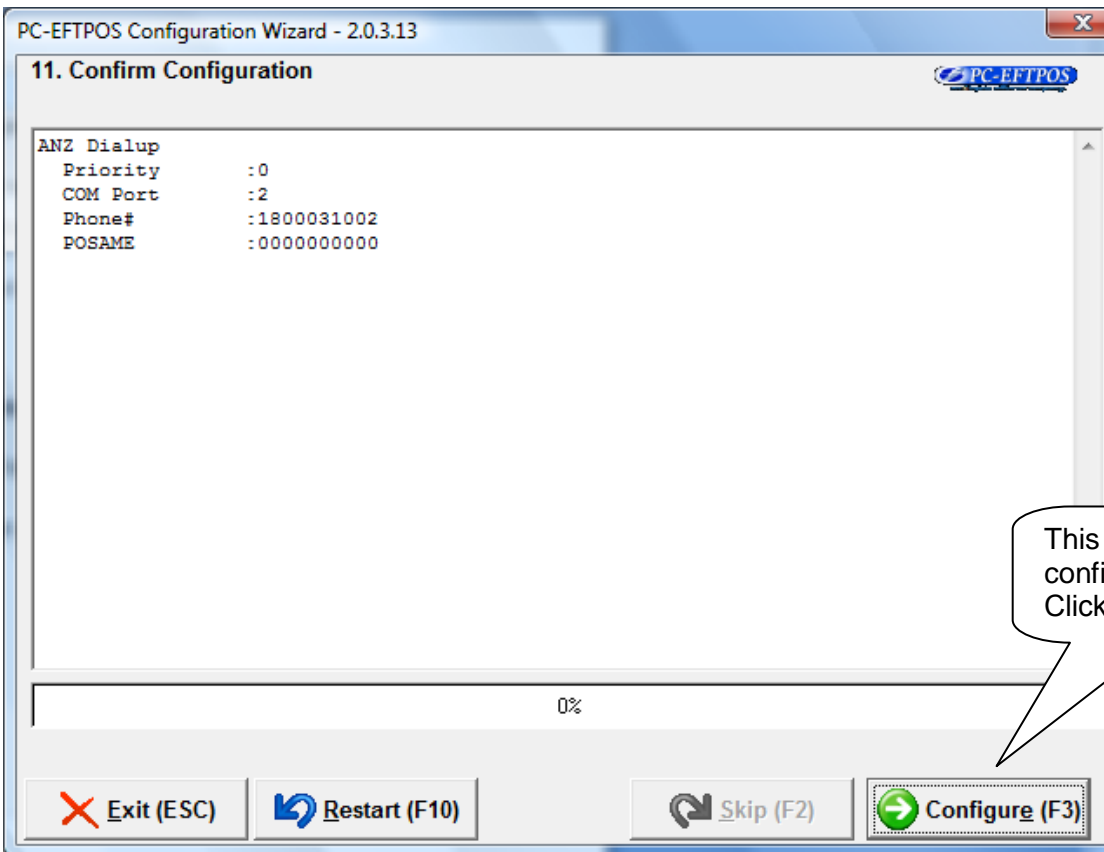 PC-EFTPOS Configuration Wizard - 2.0.3.13
11. Confirm Configuration
PC-EFTPOS
ANZ Dialup
Priority :0
COM Port :2
Phone# :1800031002
POSAME :0000000000
This
Click
0%
Exit (ESC)
Restart (F10)
Skip (F2)
Configure (F3)